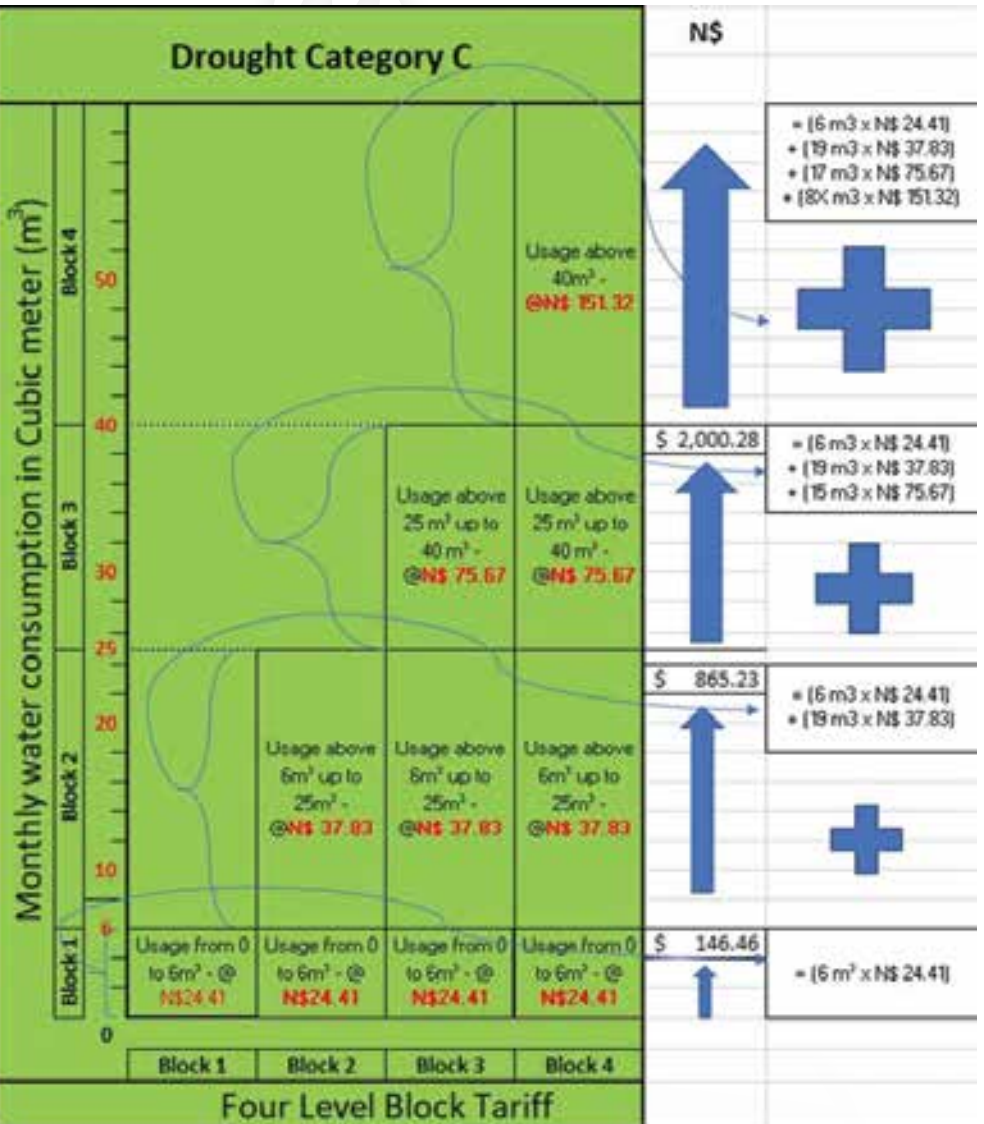 N$
Drought Category C
Monthly water consumption in Cubic meter (m³)
Block 4
50
Usage above
40m³ -
@N$ 151.32
= (6 m3 x N$ 24.41)
+ (19 m3 x N$ 37.83)
+ (17 m3 x N$ 75.67)
+ (8X m3 x N$ 151.32)
40
Block 3
30
Usage above
25 m³ up to
40 m³ -
@N$ 75.67
Usage above
25 m³ up to
40 m³ -
@N$ 75.67
$ 2,000.28
= (6 m3 x N$ 24.41)
+ (19 m3 x N$ 37.83)
+ (15 m3 x N$ 75.67)
25
Block 2
20
10
Usage above
6m³ up to
25m³ -
@N$ 37.83
Usage above
6m³ up to
25m³ -
@N$ 37.83
Usage above
6m³ up to
25m³ -
@N$ 37.83
$ 865.23
= (6 m3 x N$ 24.41)
+ (19 m3 x N$ 37.83)
6
Block 1
Usage from 0
to 6m³ - @
N$24.41
Usage from 0
to 6m³ - @
N$24.41
Usage from 0
to 6m³ - @
N$24.41
Usage from 0
to 6m³ - @
N$24.41
$ 146.46
= (6 m³ x N$ 24.41)
0
Block 1
Block 2
Block 3
Block 4
Four Level Block Tariff